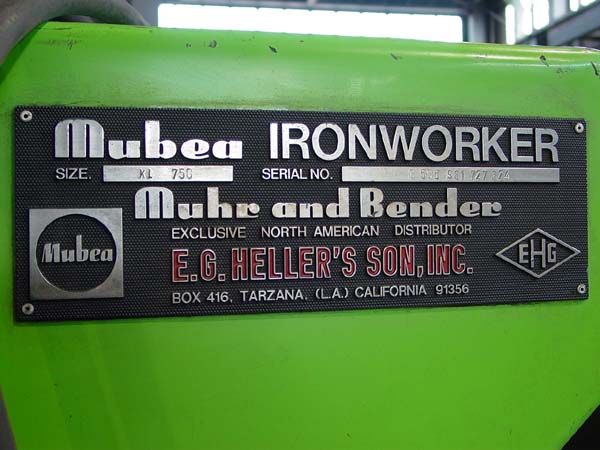 Mubea IRONWORKER
SIZE. KL 750 SERIAL NO.
Muhr and Bender
EXCLUSIVE NORTH AMERICAN DISTRIBUTOR
Mubea
E.G. HELLER'S SON, INC.
EHG
BOX 416, TARZANA, (L.A.) CALIFORNIA 91356